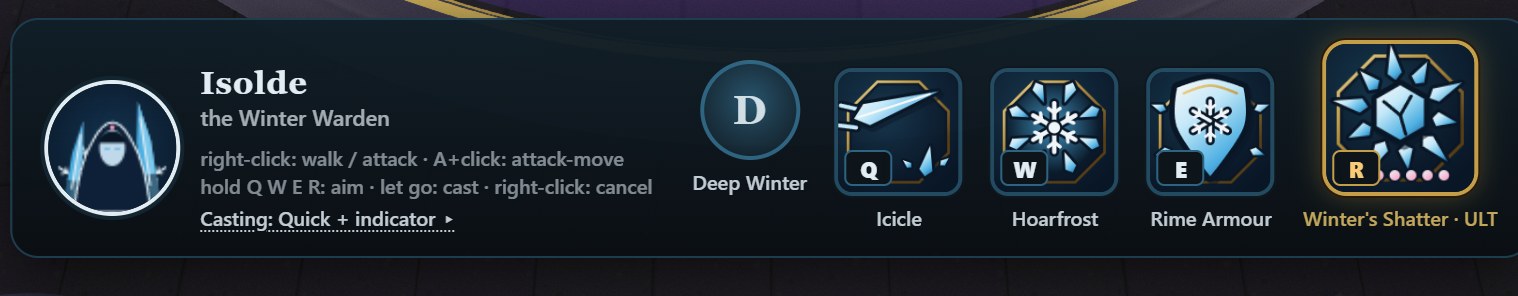 Isolde
the Winter Warden
right-click: walk / attack · A+click: attack-move
hold Q W E R: aim · let go: cast · right-click: cancel
Casting: Quick + indicator ▸
D
Deep Winter
Q
Icicle
W
Hoarfrost
E
Rime Armour
R
Winter's Shatter · ULT